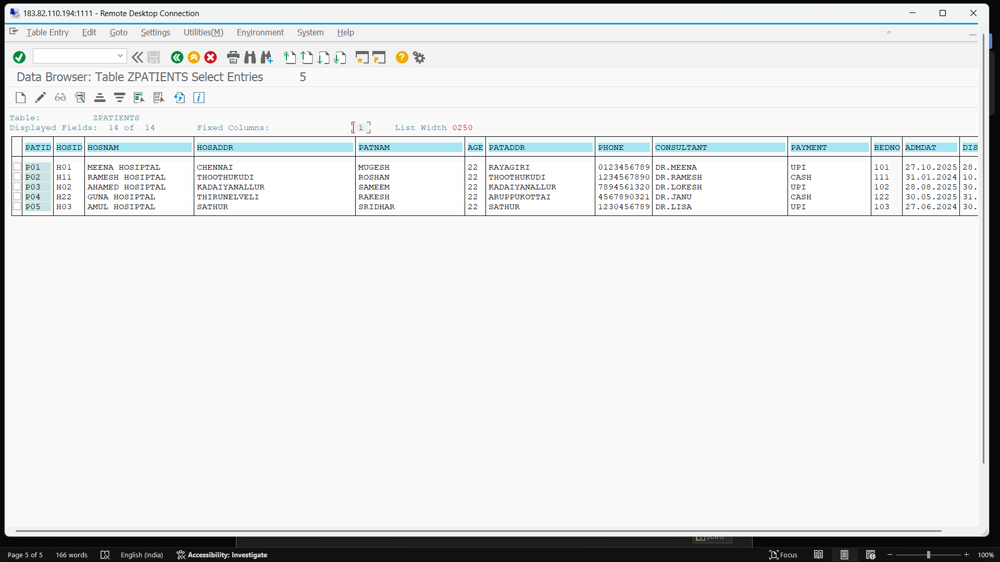 183.82.110.194:1111 - Remote Desktop Connection
Table Entry Edit Goto Settings Utilities(M) Environment System Help
Data Browser: Table ZPATIENTS Select Entries 5
Table: ZPATIENTS
Displayed Fields: 14 of 14 Fixed Columns: 1 List Width 0250
PATID HOSID HOSNAM HOSADDR PATNAM AGE PATADDR PHONE CONSULTANT PAYMENT BEDNO ADMDAT DIS
P01 H01 MEENA HOSIPTAL CHENNAI MUGESH 22 RAYAGIRI 0123456789 DR.MEENA UPI 101 27.10.2025 28.
P02 H11 RAMESH HOSIPTAL THOOTHUKUDI ROSHAN 22 THOOTHUKUDI 1234567890 DR.RAMESH CASH 111 31.01.2024 10.
P03 H02 AHAMED HOSIPTAL KADAIYANALLUR SAMEEM 22 KADAIYANALLUR 7894561320 DR.LOKESH UPI 102 28.08.2025 30.
P04 H22 GUNA HOSIPTAL THIRUNELVELI RAKESH 22 ARUPPUKOTTAI 4567890321 DR.JANU CASH 122 30.05.2025 31.
P05 H03 AMUL HOSIPTAL SATHUR SRIDHAR 22 SATHUR 1230456789 DR.LISA UPI 103 27.06.2024 30.
Page 5 of 5 166 words English (India) Accessibility: Investigate Focus 100%